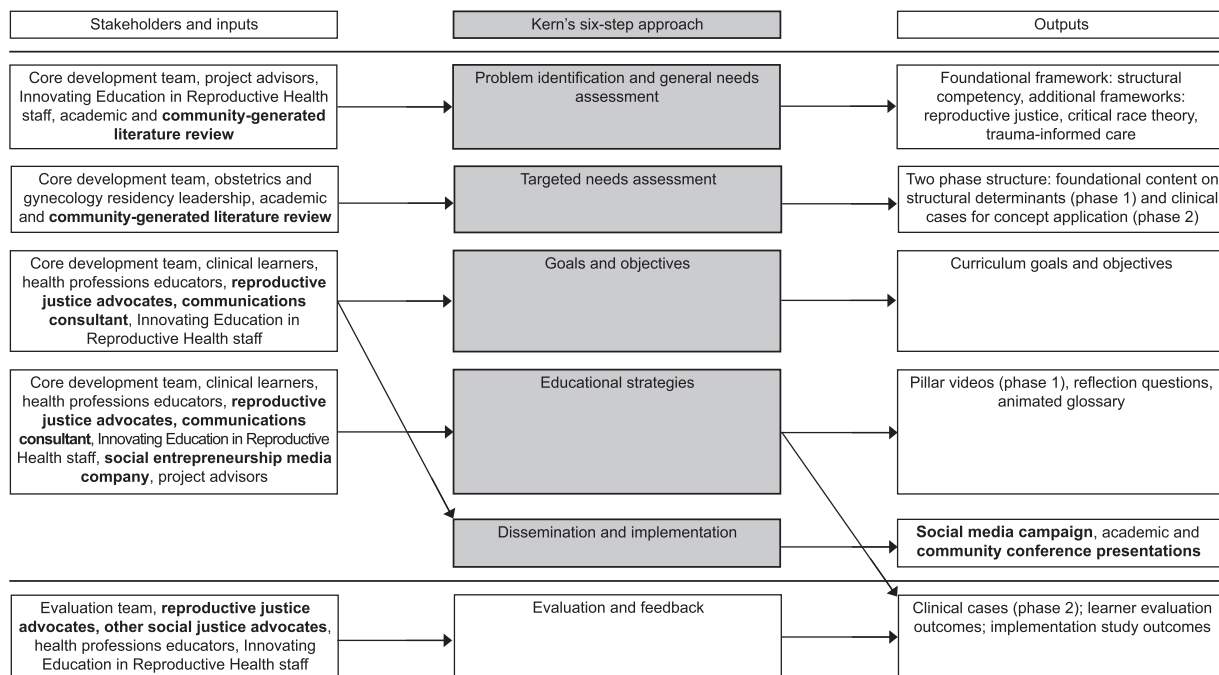 Stakeholders and inputs
Kern's six-step approach
Outputs
Core development team, project advisors,
Innovating Education in Reproductive Health
staff, academic and community-generated
literature review
Problem identification and general needs
assessment
Foundational framework: structural
competency, additional frameworks:
reproductive justice, critical race theory,
trauma-informed care
Core development team, obstetrics and
gynecology residency leadership, academic
and community-generated literature review
Targeted needs assessment
Two phase structure: foundational content on
structural determinants (phase 1) and clinical
cases for concept application (phase 2)
Core development team, clinical learners,
health professions educators, reproductive
justice advocates, communications
consultant, Innovating Education in
Reproductive Health staff
Goals and objectives
Curriculum goals and objectives
Core development team, clinical learners,
health professions educators, reproductive
justice advocates, communications
consultant, Innovating Education in Reproductive
Health staff, social entrepreneurship media
company, project advisors
Educational strategies
Pillar videos (phase 1), reflection questions,
animated glossary
Dissemination and implementation
Social media campaign, academic and
community conference presentations
Evaluation team, reproductive justice
advocates, other social justice advocates,
health professions educators, Innovating
Education in Reproductive Health staff
Evaluation and feedback
Clinical cases (phase 2); learner evaluation
outcomes; implementation study outcomes